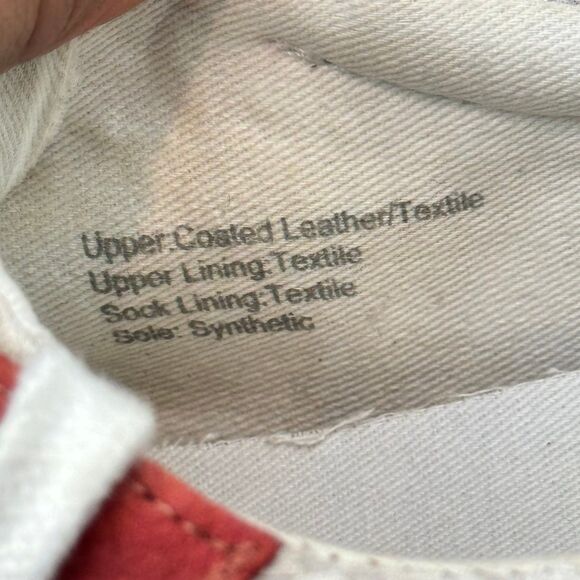 Upper:Coated Leather/Textile
Upper Lining:Textile
Sock Lining:Textile
Sole: Synthetic